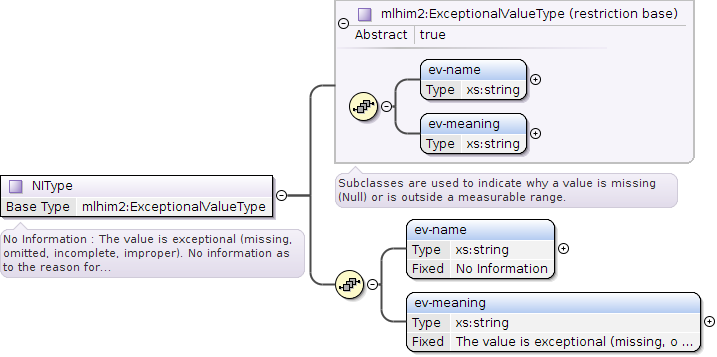 mlhim2:ExceptionalValueType (restriction base)
Abstract true
ev-name
Type xs:string
ev-meaning
Type xs:string
Subclasses are used to indicate why a value is missing
(Null) or is outside a measurable range.
NIType
Base Type mlhim2:ExceptionalValueType
No Information : The value is exceptional (missing,
omitted, incomplete, improper). No information as
to the reason for...
ev-name
Type xs:string
Fixed No Information
ev-meaning
Type xs:string
Fixed The value is exceptional (missing, o ...